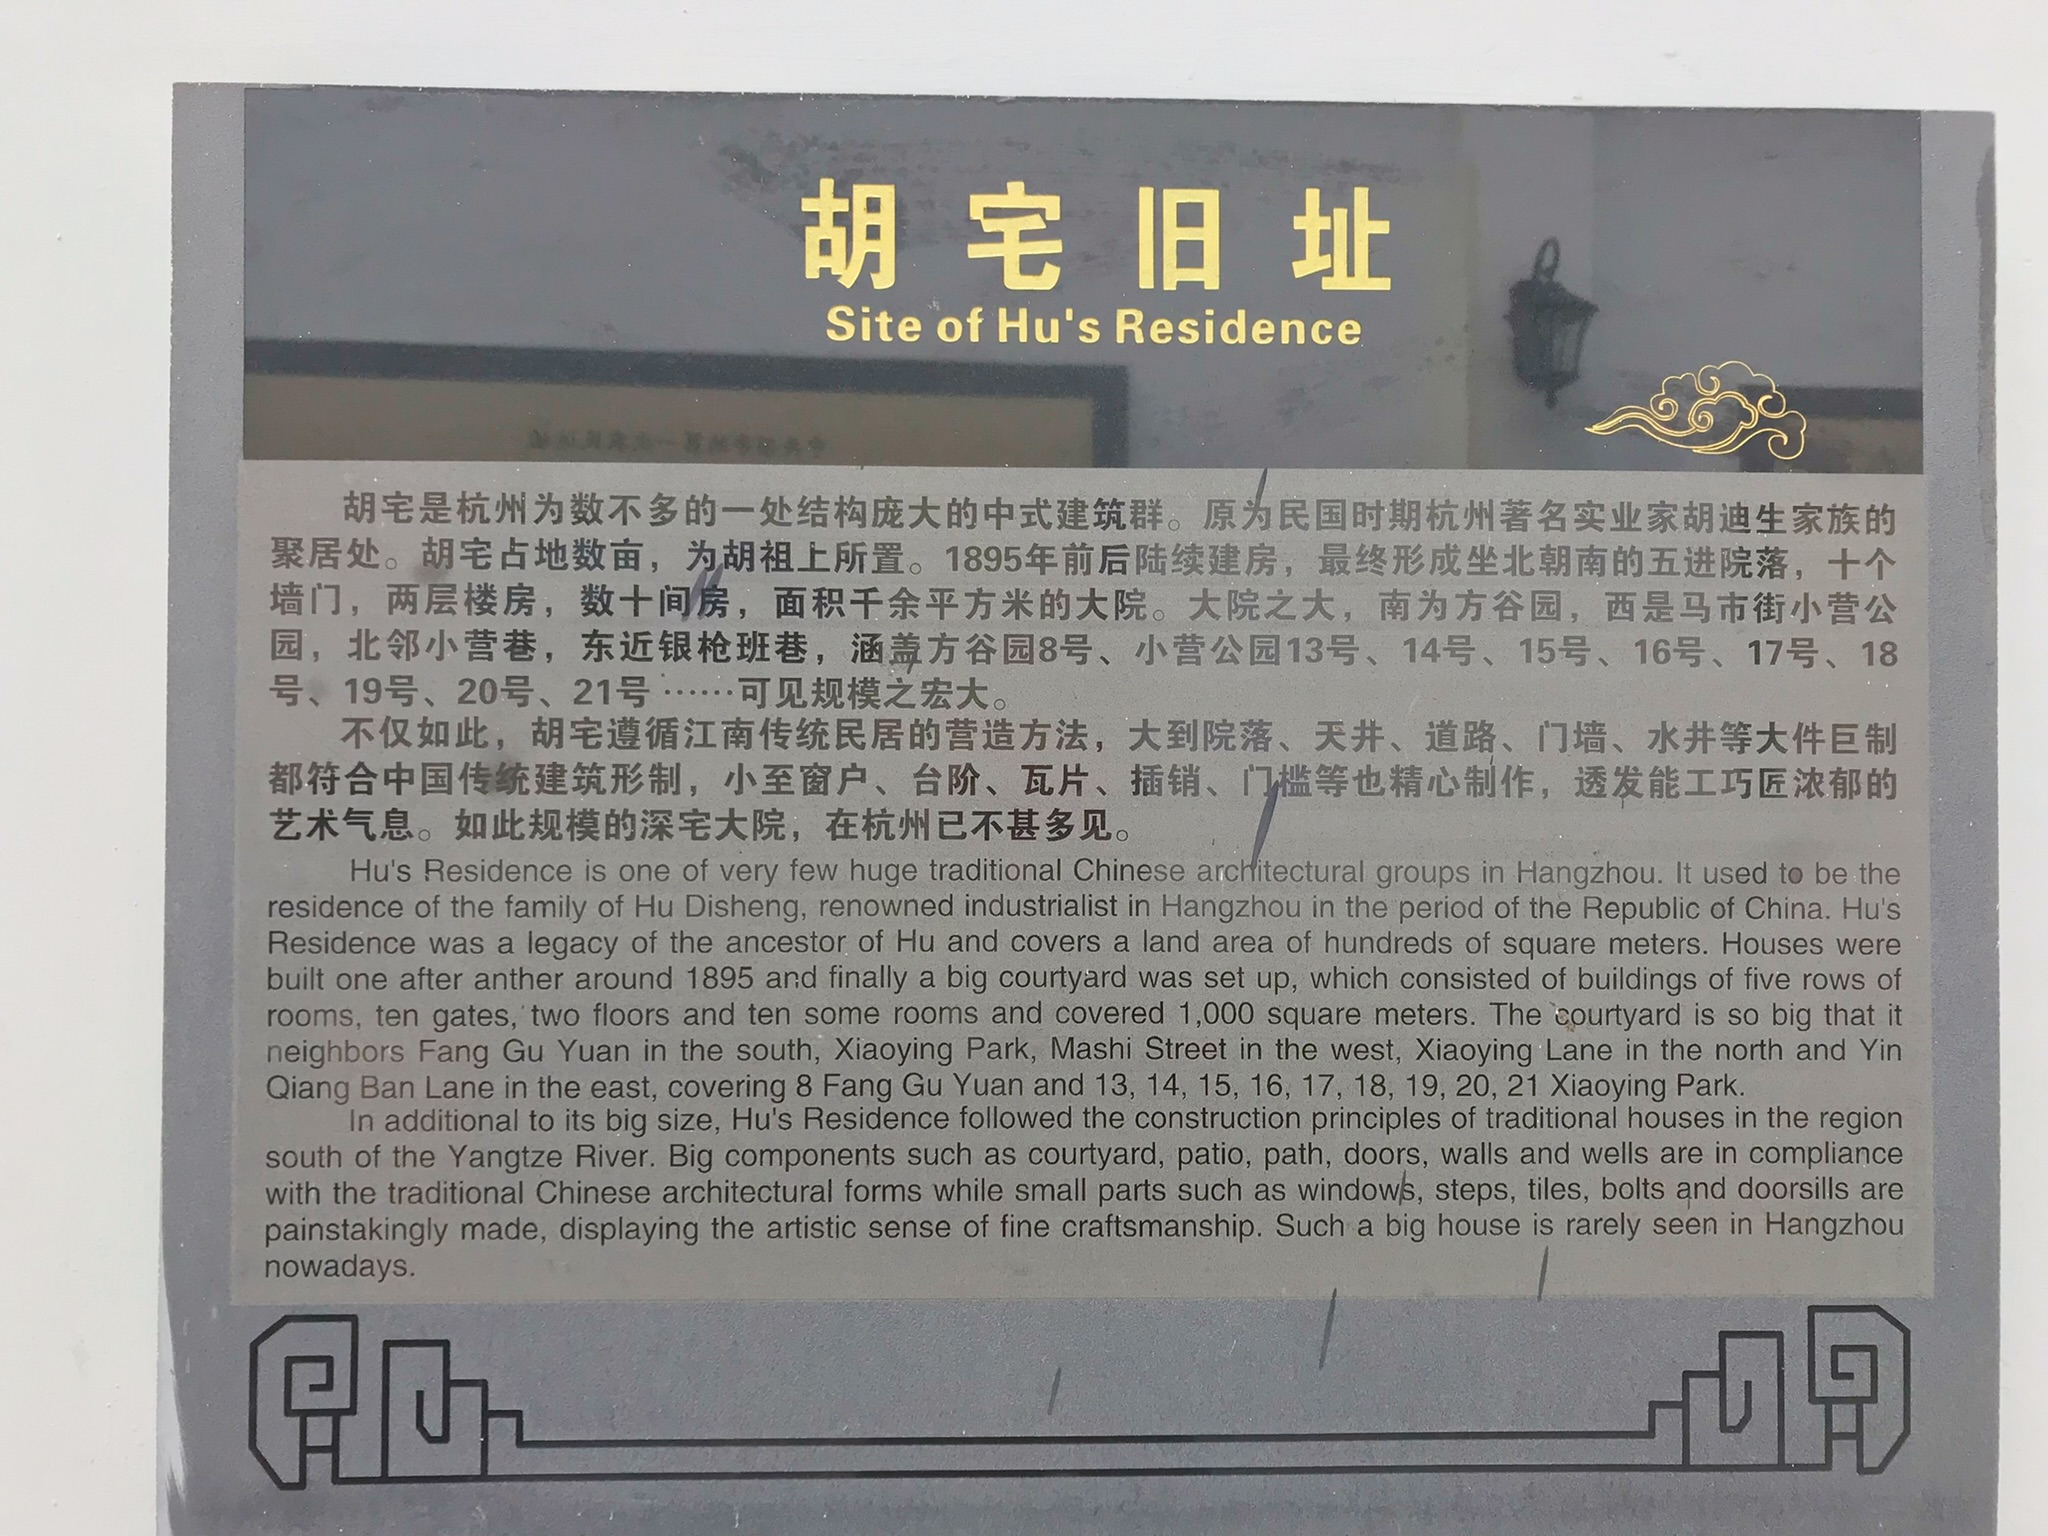 胡宅旧址
Site of Hu's Residence
胡宅是杭州为数不多的一处结构庞大的中式建筑群。原为民国时期杭州著名实业家胡迪生家族的
聚居处。胡宅占地数亩，为胡祖上所置。1895年前后陆续建房，最终形成坐北朝南的五进院落，十个
墙门，两层楼房，数十间房，面积千余平方米的大院。大院之大，南为方谷园，西是马市街小营公
园，北邻小营巷，东近银枪班巷，涵盖方谷园8号、小营公园13号、14号、15号、16号、17号、18
号、19号、20号、21号……可见规模之宏大。
不仅如此，胡宅遵循江南传统民居的营造方法，大到院落、天井、道路、门墙、水井等大件巨制
都符合中国传统建筑形制，小至窗户、台阶、瓦片、插销、门槛等也精心制作，透发能工巧匠浓郁的
艺术气息。如此规模的深宅大院，在杭州已不甚多见。
Hu's Residence is one of very few huge traditional Chinese architectural groups in Hangzhou. It used to be the
residence of the family of Hu Disheng, renowned industrialist in Hangzhou in the period of the Republic of China. Hu's
Residence was a legacy of the ancestor of Hu and covers a land area of hundreds of square meters. Houses were
built one after anther around 1895 and finally a big courtyard was set up, which consisted of buildings of five rows of
rooms, ten gates, two floors and ten some rooms and covered 1,000 square meters. The courtyard is so big that it
neighbors Fang Gu Yuan in the south, Xiaoying Park, Mashi Street in the west, Xiaoying Lane in the north and Yin
Qiang Ban Lane in the east, covering 8 Fang Gu Yuan and 13, 14, 15, 16, 17, 18, 19, 20, 21 Xiaoying Park.
In additional to its big size, Hu's Residence followed the construction principles of traditional houses in the region
south of the Yangtze River. Big components such as courtyard, patio, path, doors, walls and wells are in compliance
with the traditional Chinese architectural forms while small parts such as windows, steps, tiles, bolts and doorsills are
painstakingly made, displaying the artistic sense of fine craftsmanship. Such a big house is rarely seen in Hangzhou
nowadays.